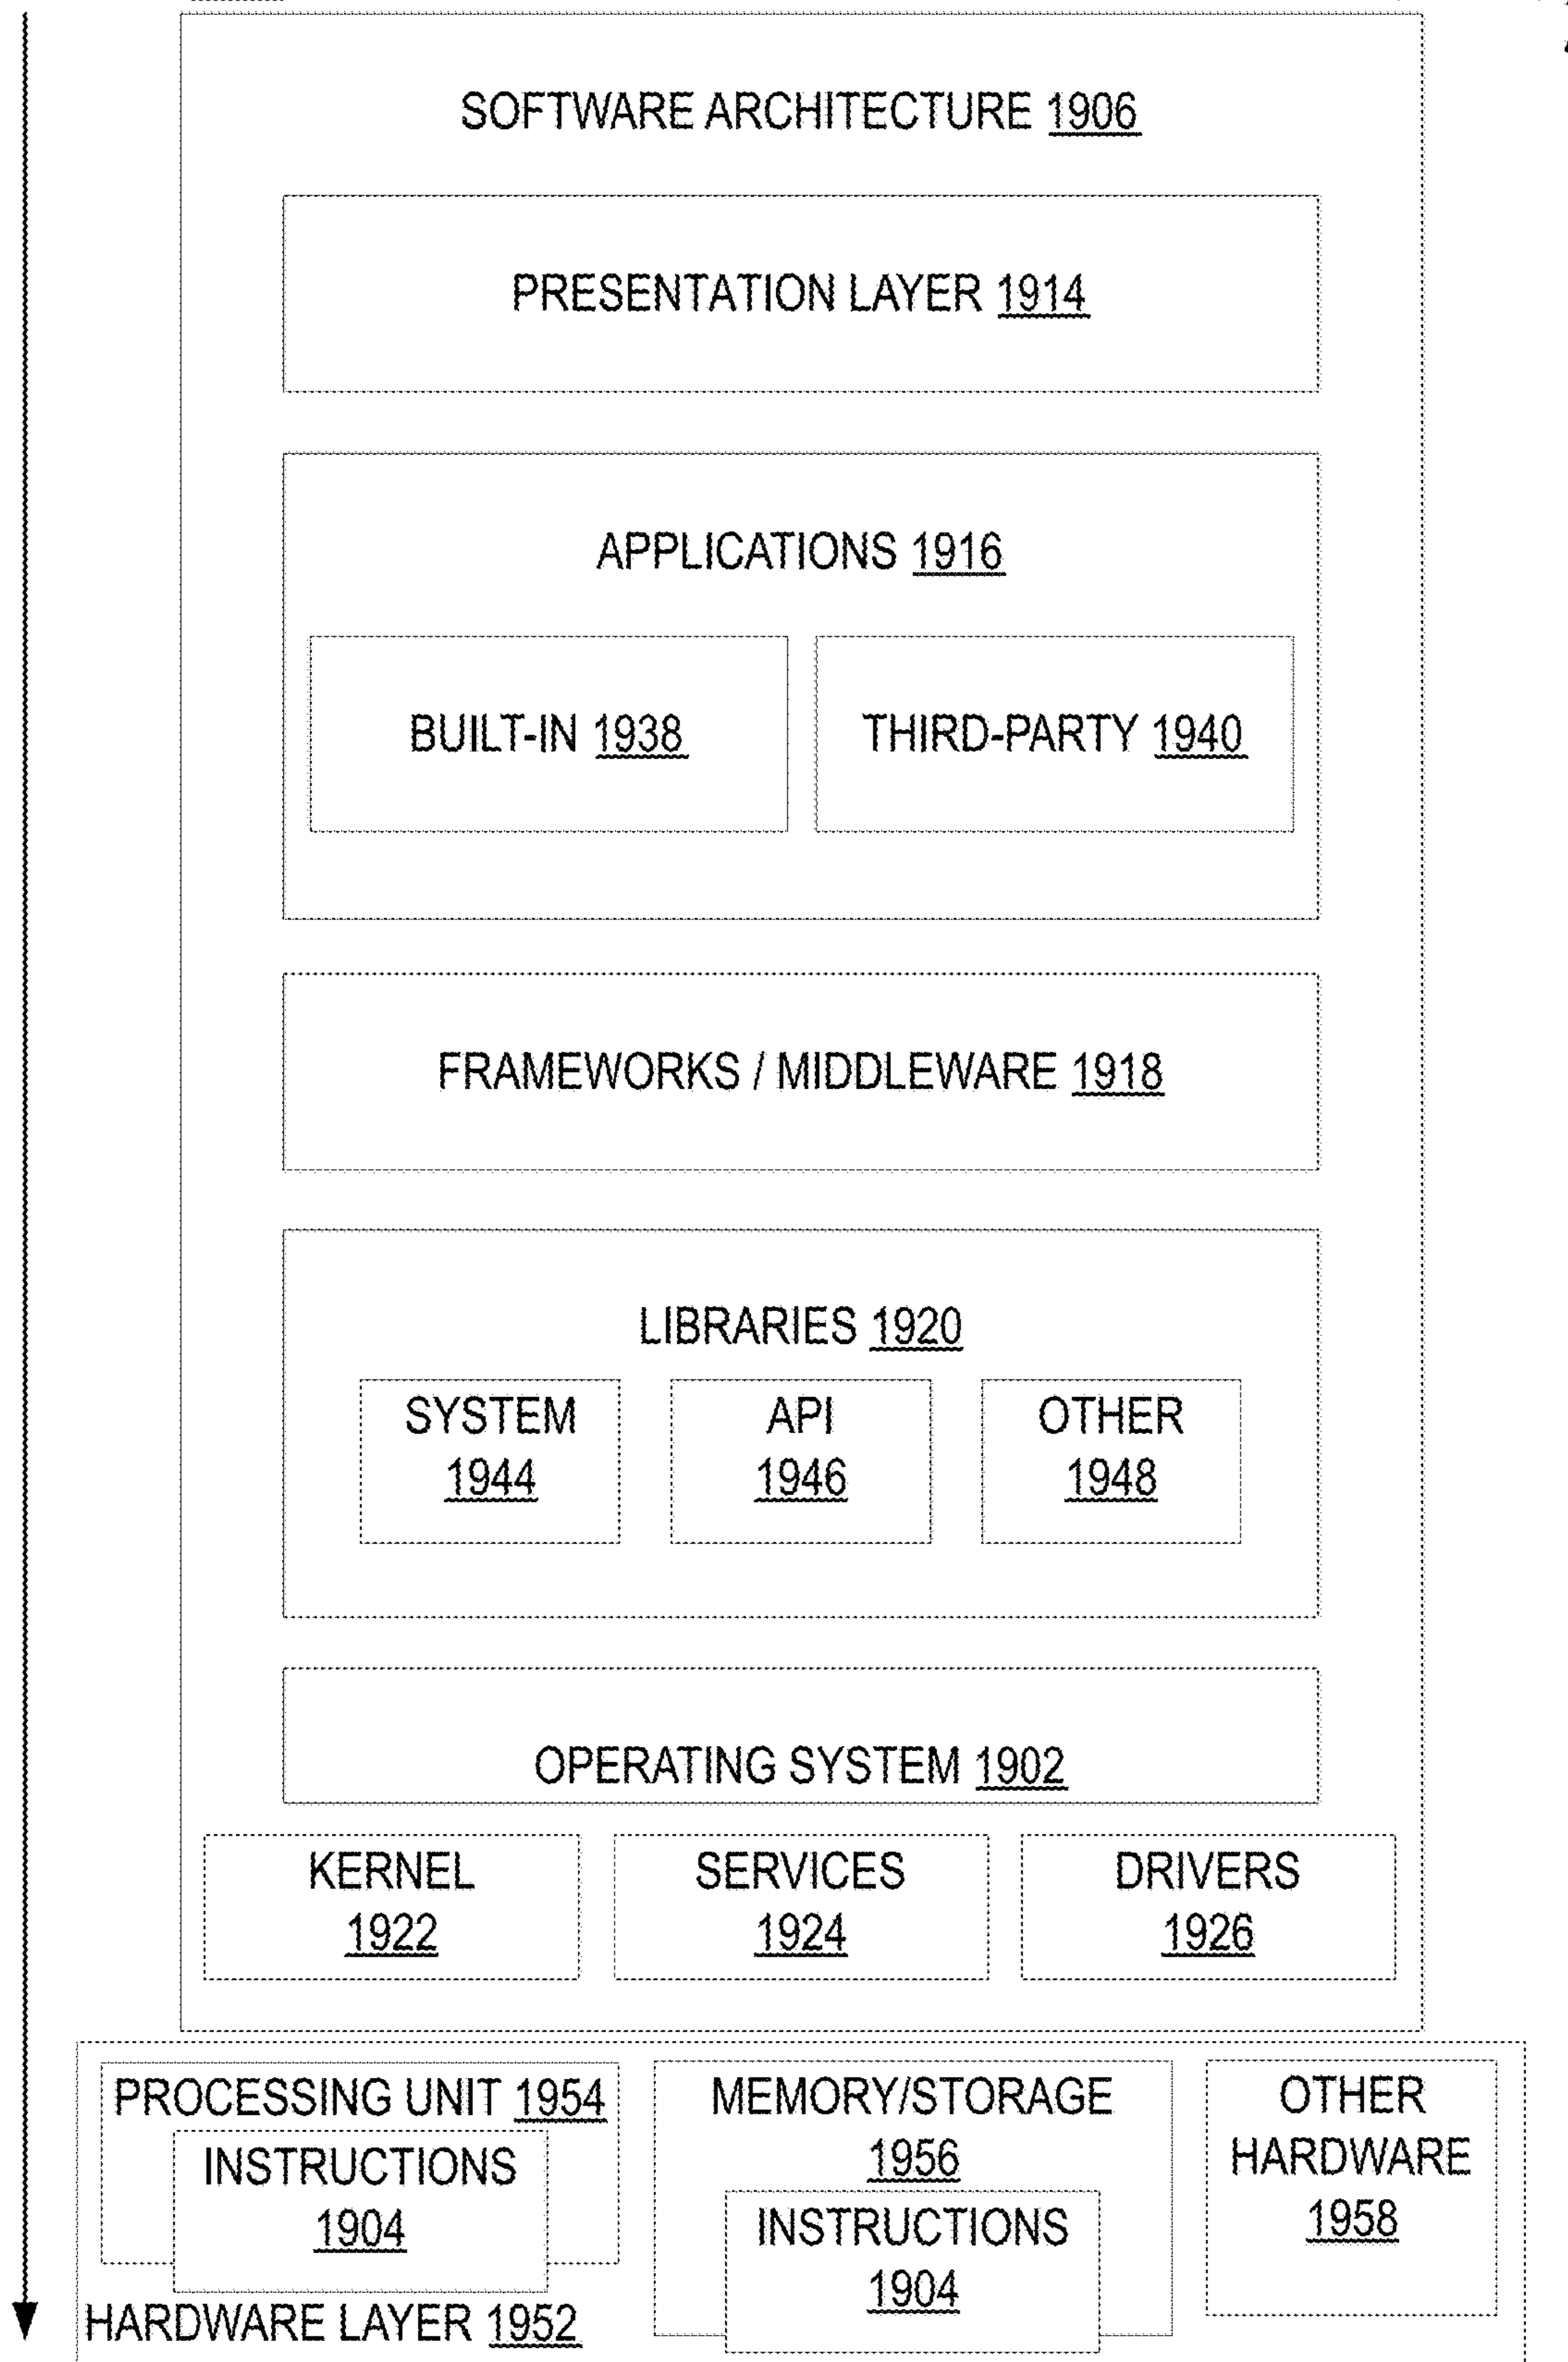 SOFTWARE ARCHITECTURE 1906
PRESENTATION LAYER 1914
APPLICATIONS 1916
BUILT-IN 1938
THIRD-PARTY 1940
FRAMEWORKS / MIDDLEWARE 1918
LIBRARIES 1920
SYSTEM
1944
API
1946
OTHER
1948
OPERATING SYSTEM 1902
KERNEL
1922
SERVICES
1924
DRIVERS
1926
PROCESSING UNIT 1954
INSTRUCTIONS
1904
MEMORY/STORAGE
1956
INSTRUCTIONS
1904
OTHER
HARDWARE
1958
HARDWARE LAYER 1952